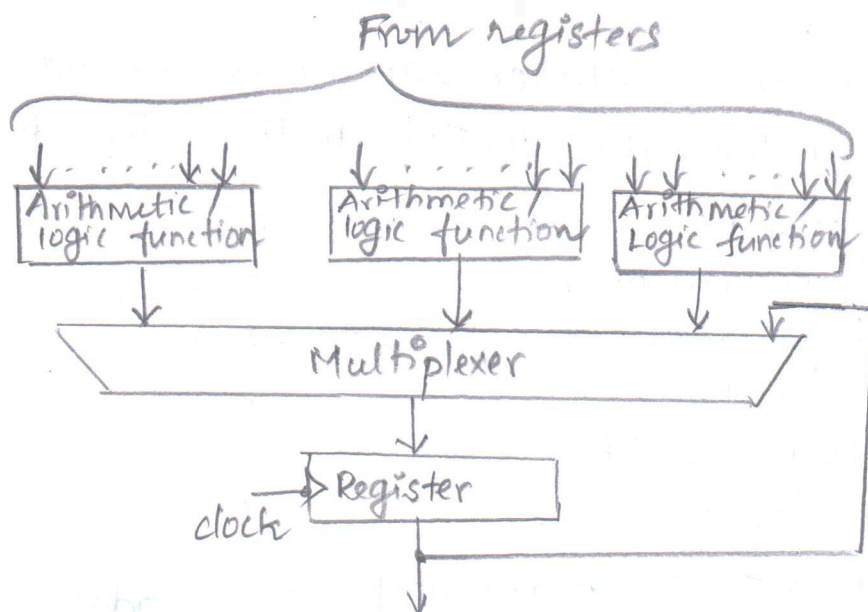 From registers
Arithmetic /
logic function
Arithmetic /
logic function
Arithmetic /
Logic function
Multiplexer
Register
clock